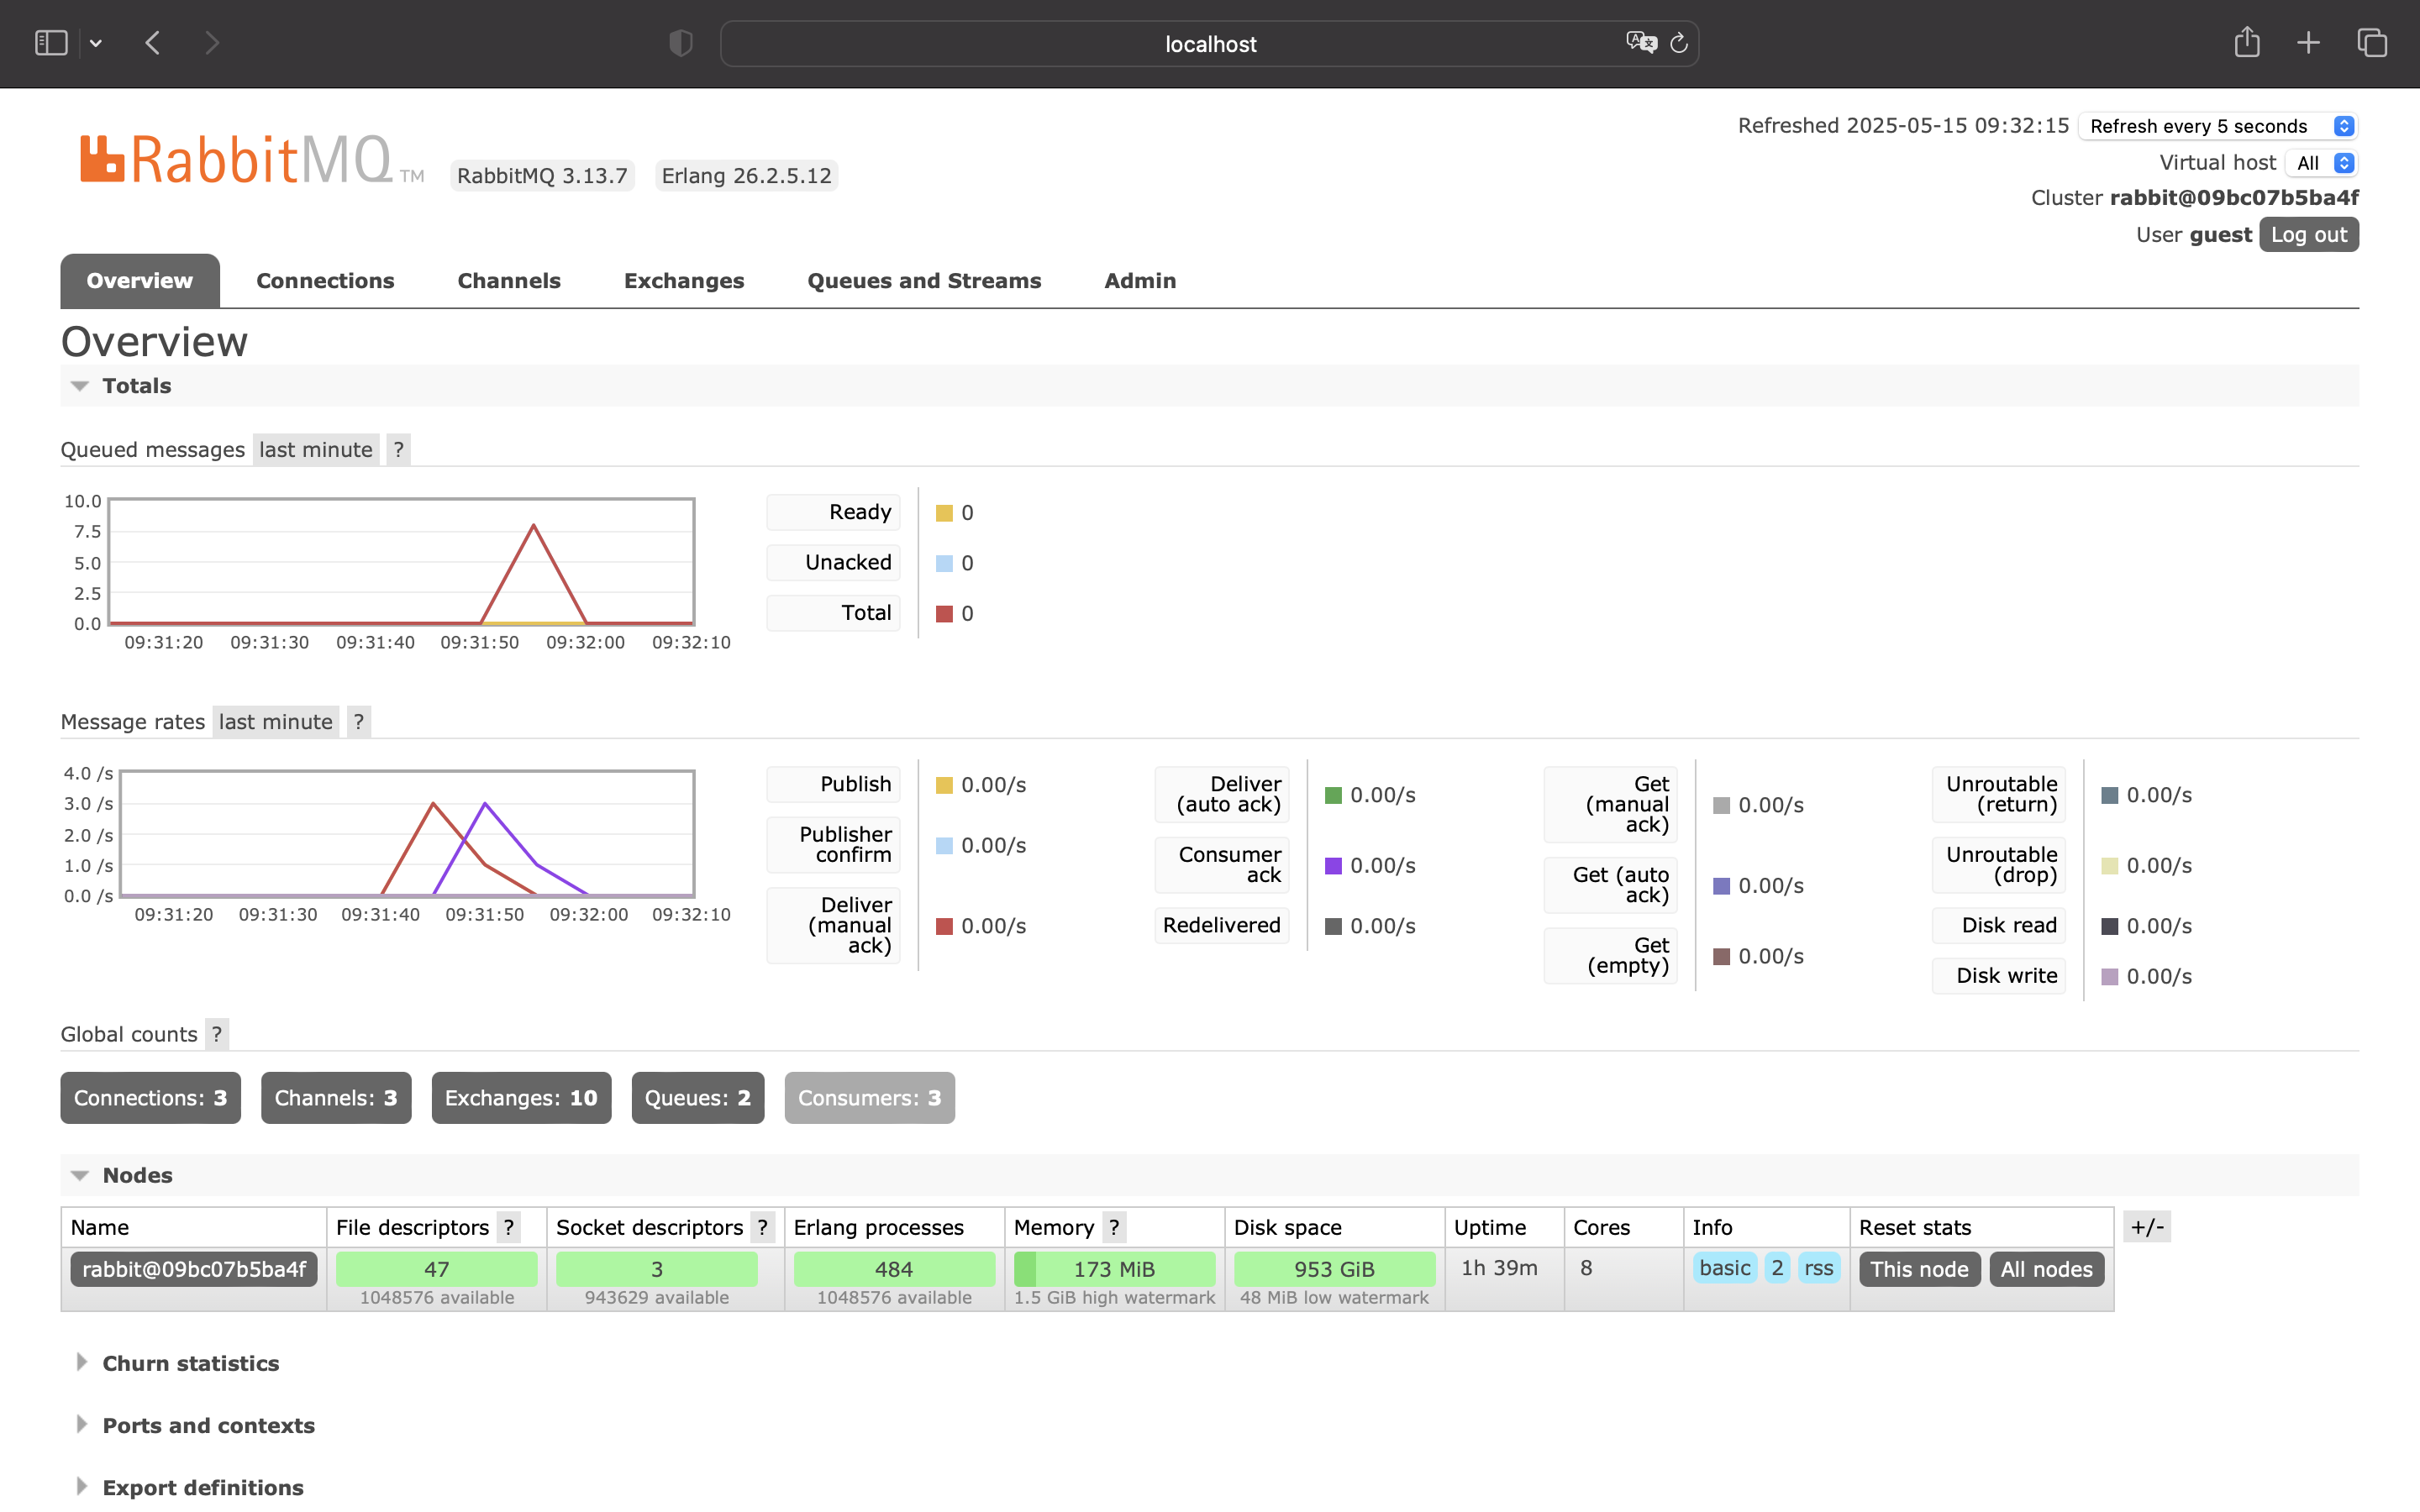 localhost
RabbitMQ TM
RabbitMQ 3.13.7 Erlang 26.2.5.12
Refreshed 2025-05-15 09:32:15 Refresh every 5 seconds
Virtual host All
Cluster rabbit@09bc07b5ba4f
User guest Log out
Overview Connections Channels Exchanges Queues and Streams Admin
Overview
Totals
Queued messages last minute ?
10.0
7.5
5.0
2.5
0.0
09:31:20 09:31:30 09:31:40 09:31:50 09:32:00 09:32:10
Ready 0
Unacked 0
Total 0
Message rates last minute ?
4.0 /s
3.0 /s
2.0 /s
1.0 /s
0.0 /s
09:31:20 09:31:30 09:31:40 09:31:50 09:32:00 09:32:10
Publish 0.00/s
Publisher
confirm 0.00/s
Deliver
(manual
ack) 0.00/s
Deliver
(auto ack) 0.00/s
Consumer
ack 0.00/s
Redelivered 0.00/s
Get
(manual
ack) 0.00/s
Get (auto
ack) 0.00/s
Get
(empty) 0.00/s
Unroutable
(return) 0.00/s
Unroutable
(drop) 0.00/s
Disk read 0.00/s
Disk write 0.00/s
Global counts ?
Connections: 3 Channels: 3 Exchanges: 10 Queues: 2 Consumers: 3
Nodes
Name File descriptors ? Socket descriptors ? Erlang processes Memory ? Disk space Uptime Cores Info Reset stats +/-
rabbit@09bc07b5ba4f 47 3 484 173 MiB 953 GiB 1h 39m 8 basic 2 rss This node All nodes
1048576 available 943629 available 1048576 available 1.5 GiB high watermark 48 MiB low watermark
Churn statistics
Ports and contexts
Export definitions